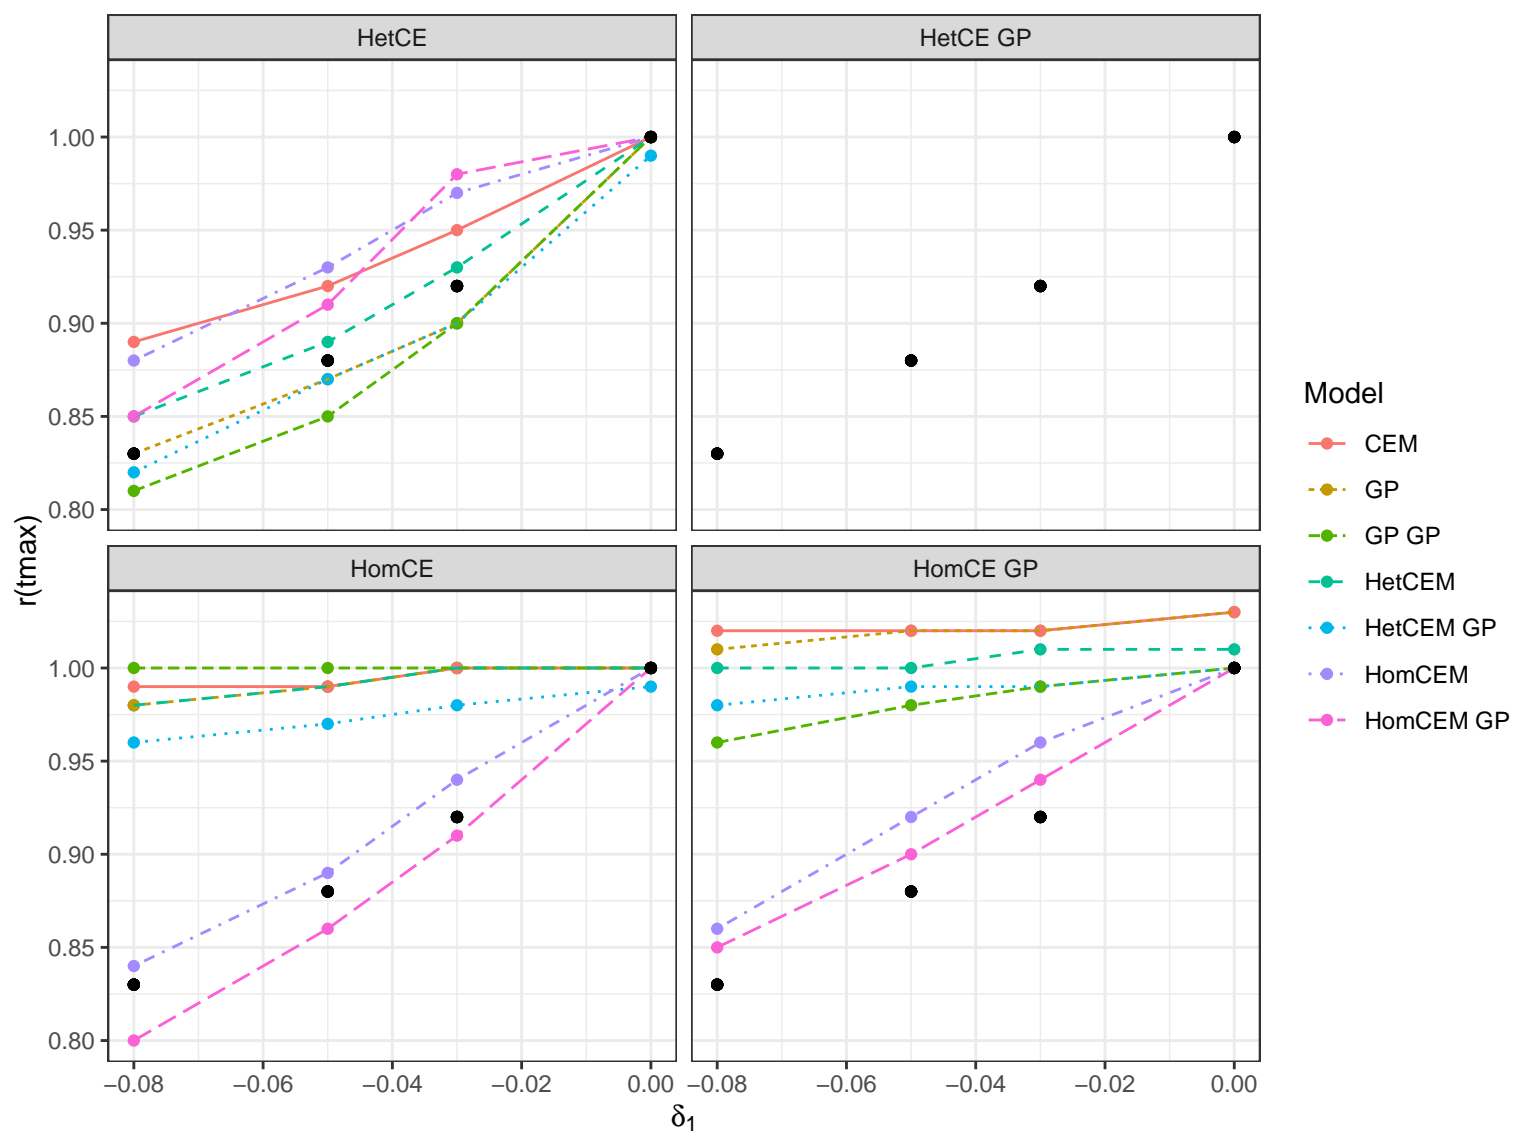 HetCE
HetCE GP
1.00
0.95
0.90
0.85
0.80
HomCE
HomCE GP
1.00
0.95
0.90
0.85
0.80
−0.08
−0.06
−0.04
−0.02
0.00
−0.08
−0.06
−0.04
−0.02
0.00
δ1
r(tmax)
Model
CEM
GP
GP GP
HetCEM
HetCEM GP
HomCEM
HomCEM GP